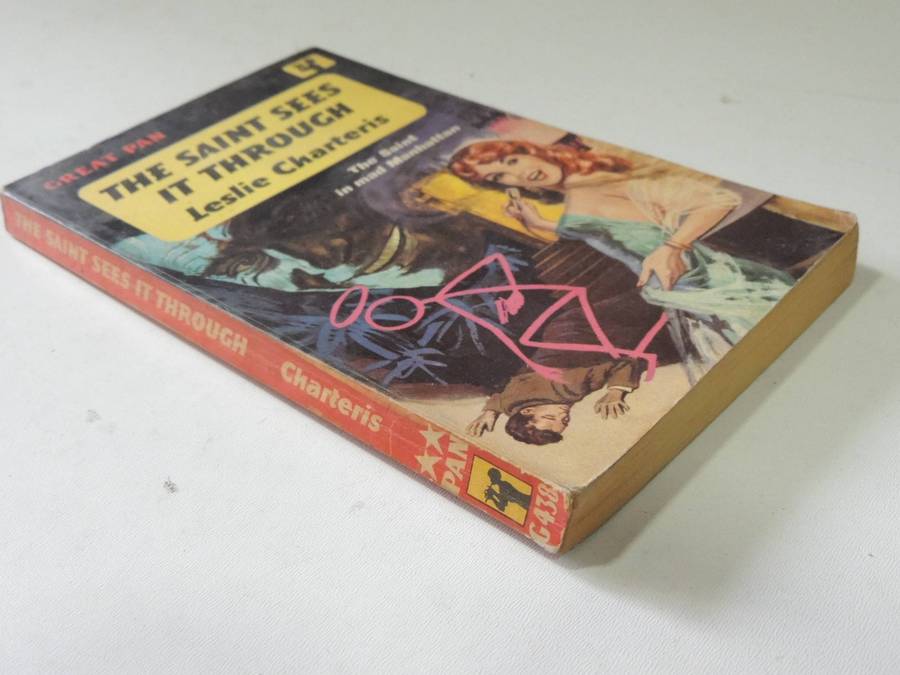 GREAT PAN
THE SAINT SEES
IT THROUGH
Leslie Charteris
The Saint
in mad Manhattan
THE SAINT SEES IT THROUGH Charteris
PAN
G438